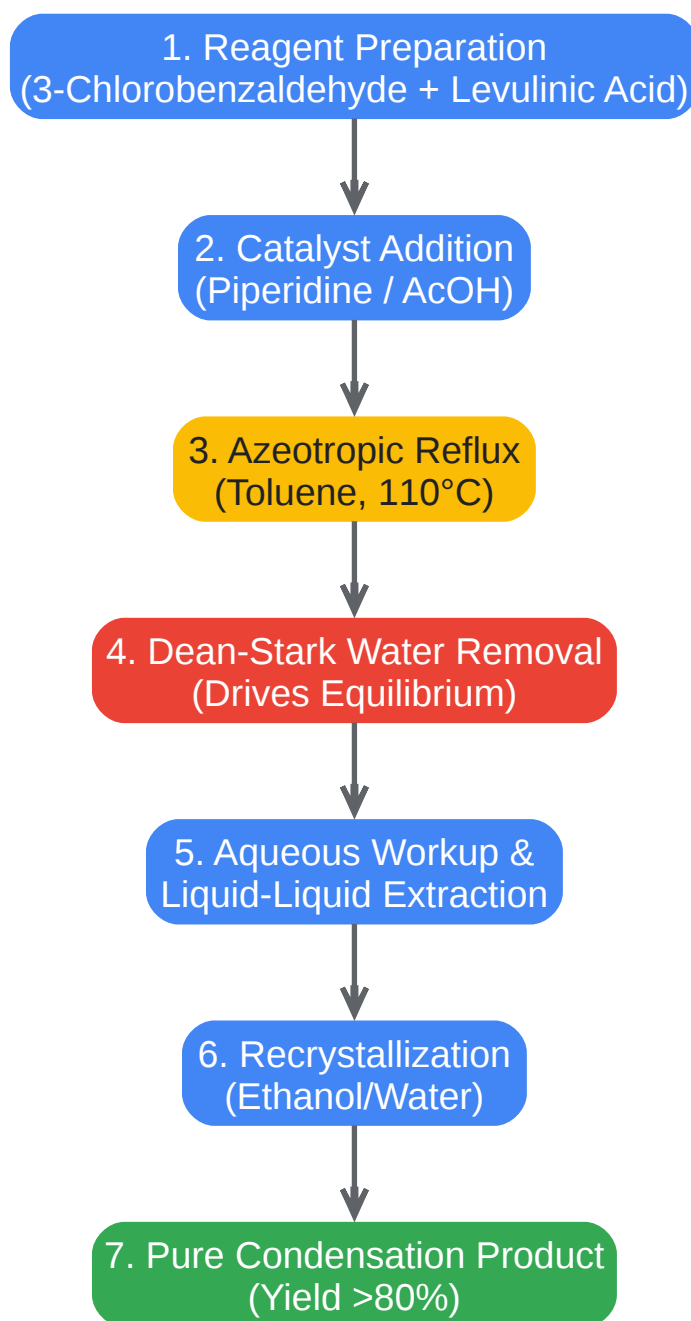 1. Reagent Preparation
(3-Chlorobenzaldehyde + Levulinic Acid)
2. Catalyst Addition
(Piperidine / AcOH)
3. Azeotropic Reflux
(Toluene, 110°C)
4. Dean-Stark Water Removal
(Drives Equilibrium)
5. Aqueous Workup &
Liquid-Liquid Extraction
6. Recrystallization
(Ethanol/Water)
7. Pure Condensation Product
(Yield >80%)